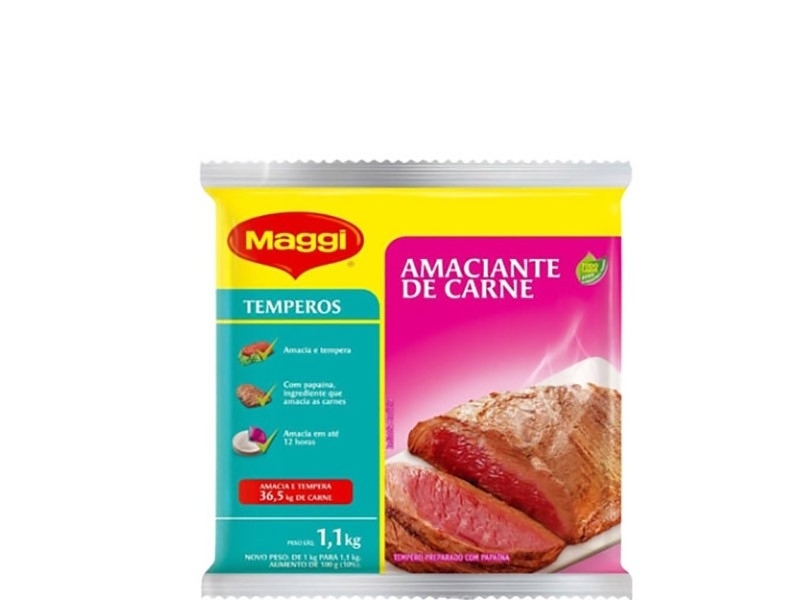 Maggi
AMACIANTE
DE CARNE
TEMPEROS
Amacia e tempera
Com papaína,
ingrediente que
amacia as carnes
Amacia em até
12 horas
AMACIA E TEMPERA
36,5 kg DE CARNE
PESO LÍQ. 1,1kg
NOVO PESO: DE 1 kg PARA 1,1 kg.
AUMENTO DE 100 g (10%).
TEMPERO PREPARADO COM PAPAÍNA